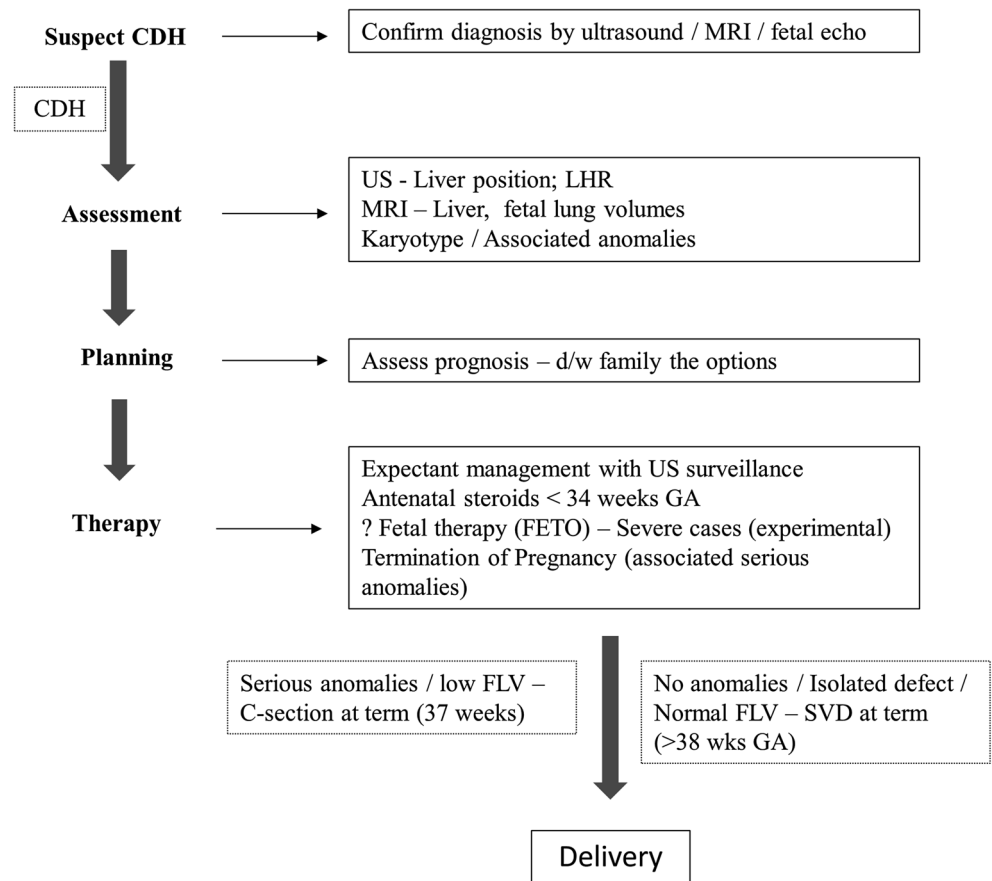 Suspect CDH
Confirm diagnosis by ultrasound / MRI / fetal echo
CDH
Assessment
US - Liver position; LHR
MRI – Liver, fetal lung volumes
Karyotype / Associated anomalies
Planning
Assess prognosis – d/w family the options
Therapy
Expectant management with US surveillance
Antenatal steroids < 34 weeks GA
? Fetal therapy (FETO) – Severe cases (experimental)
Termination of Pregnancy (associated serious
anomalies)
Serious anomalies / low FLV –
C-section at term (37 weeks)
No anomalies / Isolated defect /
Normal FLV – SVD at term
(>38 wks GA)
Delivery